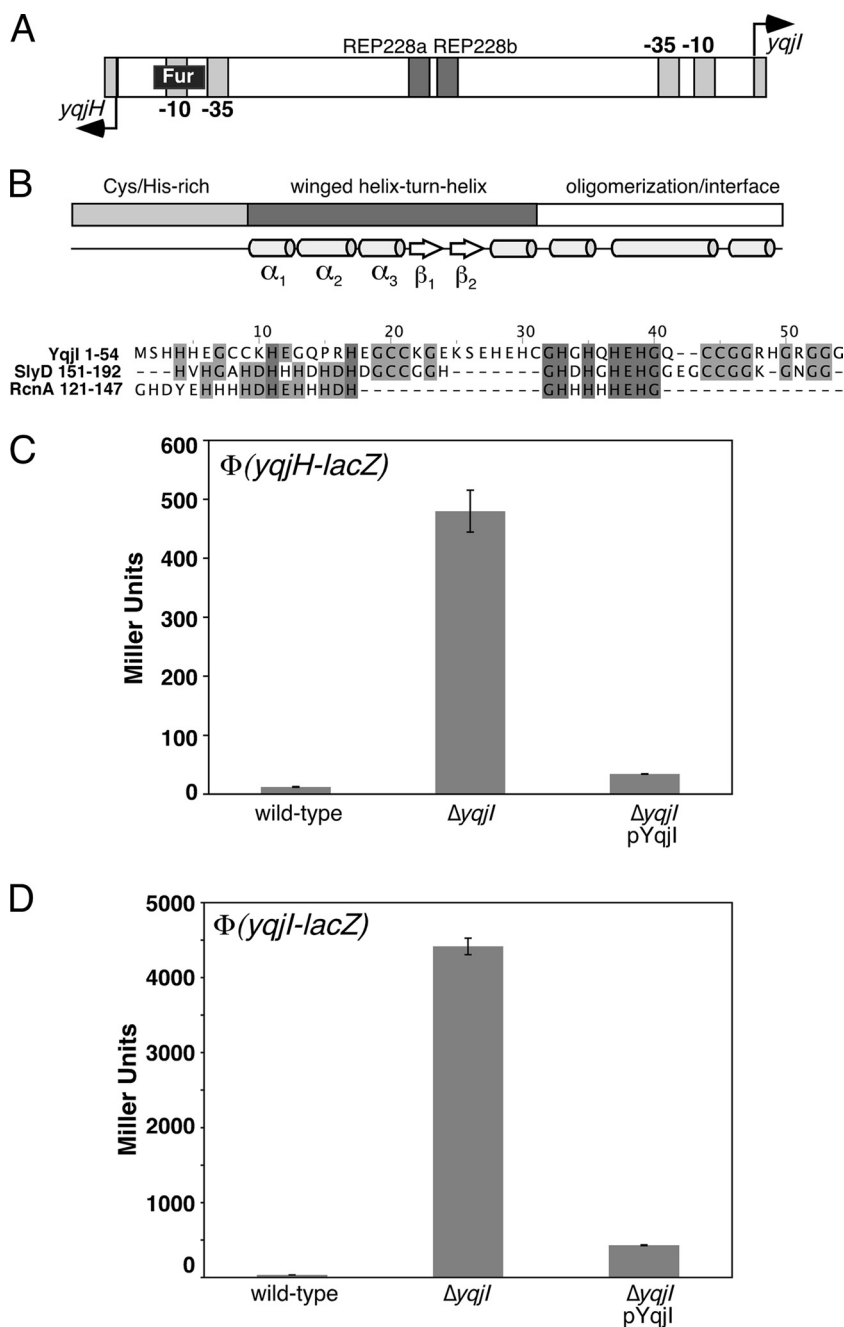 A
REP228a REP228b
-35 -10
yqjI
Fur
yqjH
-10 -35
B
Cys/His-rich winged helix-turn-helix oligomerization/interface
α1 α2 α3 β1 β2
10 20 30 40 50
YqjI 1-54 MSHHHEGCCKHEGQPRHEGCCKGEKSEHEHCGHGHQHEHGQ--CCGGRHGRGGG
SlyD 151-192 ---HVHGAHDHHHDHDHDGCCGGH-------GHDHGHEHGGEGCCGGK-GNGG-
RcnA 121-147 GHDYEHHHHDHEHHHDH--------------GHHHHHEHG--------------
C
Φ(yqjH-lacZ)
Miller Units
600
500
400
300
200
100
0
wild-type ΔyqjI ΔyqjI
pYqjI
D
Φ(yqjI-lacZ)
Miller Units
5000
4000
3000
2000
1000
0
wild-type ΔyqjI ΔyqjI
pYqjI